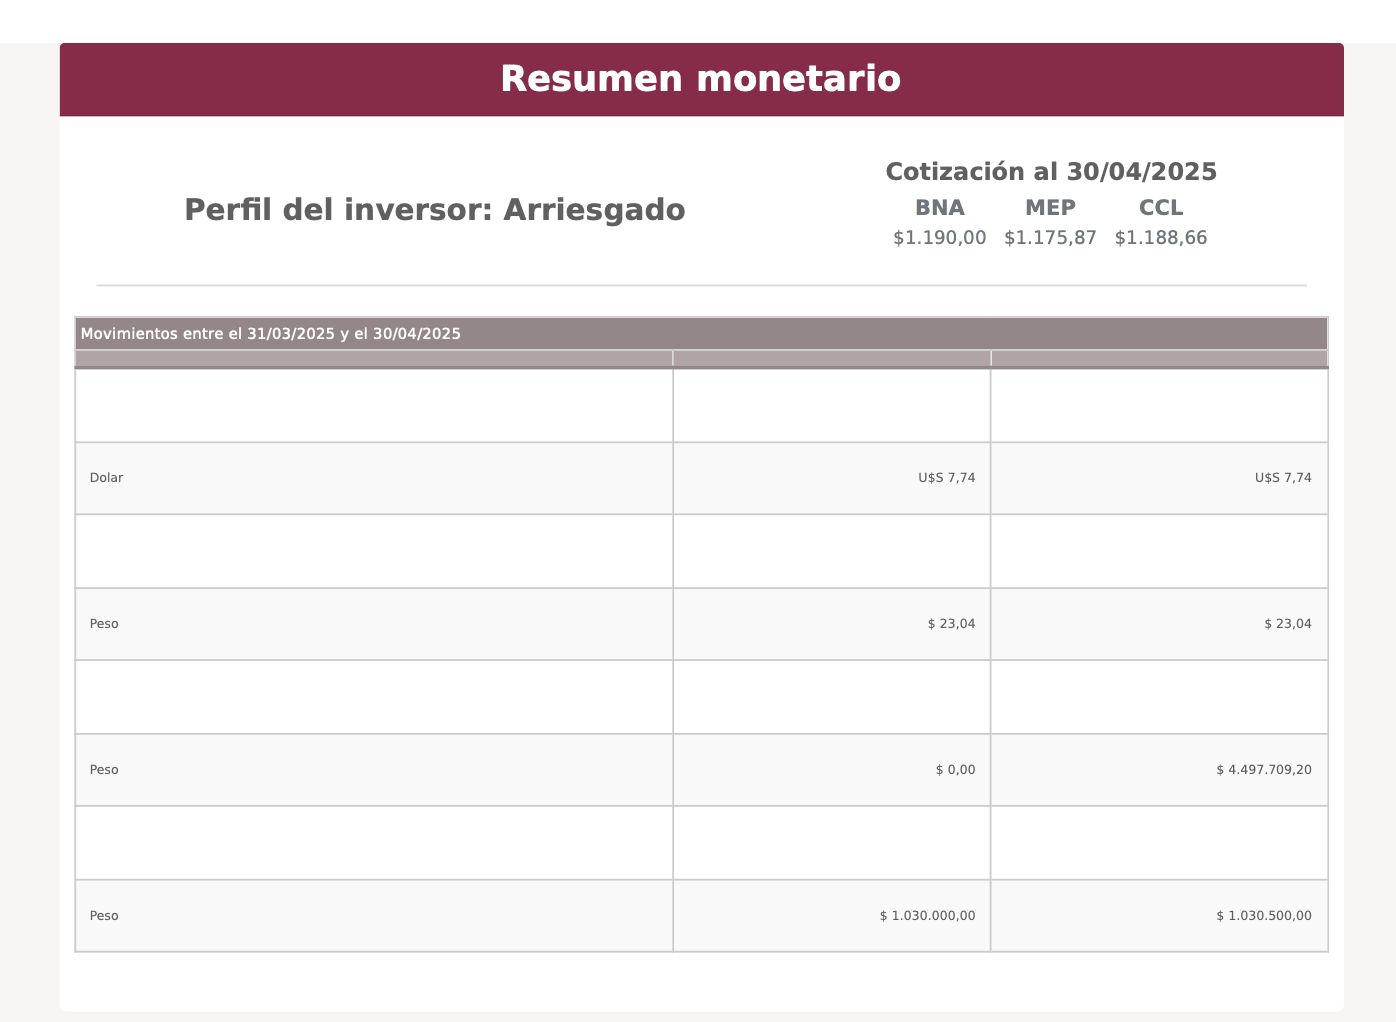 Resumen monetario
Perfil del inversor: Arriesgado
Cotización al 30/04/2025
BNA MEP CCL
$1.190,00 $1.175,87 $1.188,66
Movimientos entre el 31/03/2025 y el 30/04/2025
Dolar U$S 7,74 U$S 7,74
Peso $ 23,04 $ 23,04
Peso $ 0,00 $ 4.497.709,20
Peso $ 1.030.000,00 $ 1.030.500,00